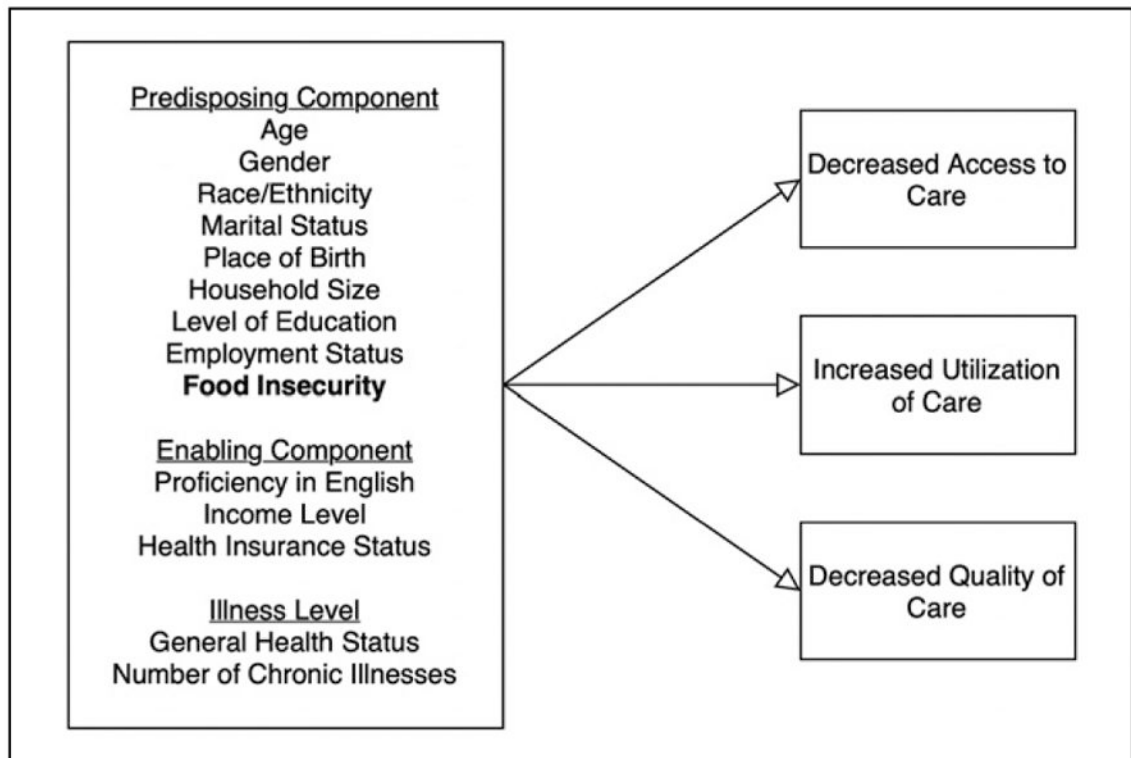 Predisposing Component
Age
Gender
Race/Ethnicity
Marital Status
Place of Birth
Household Size
Level of Education
Employment Status
Food Insecurity
Enabling Component
Proficiency in English
Income Level
Health Insurance Status
Illness Level
General Health Status
Number of Chronic Illnesses
Decreased Access to
Care
Increased Utilization
of Care
Decreased Quality of
Care